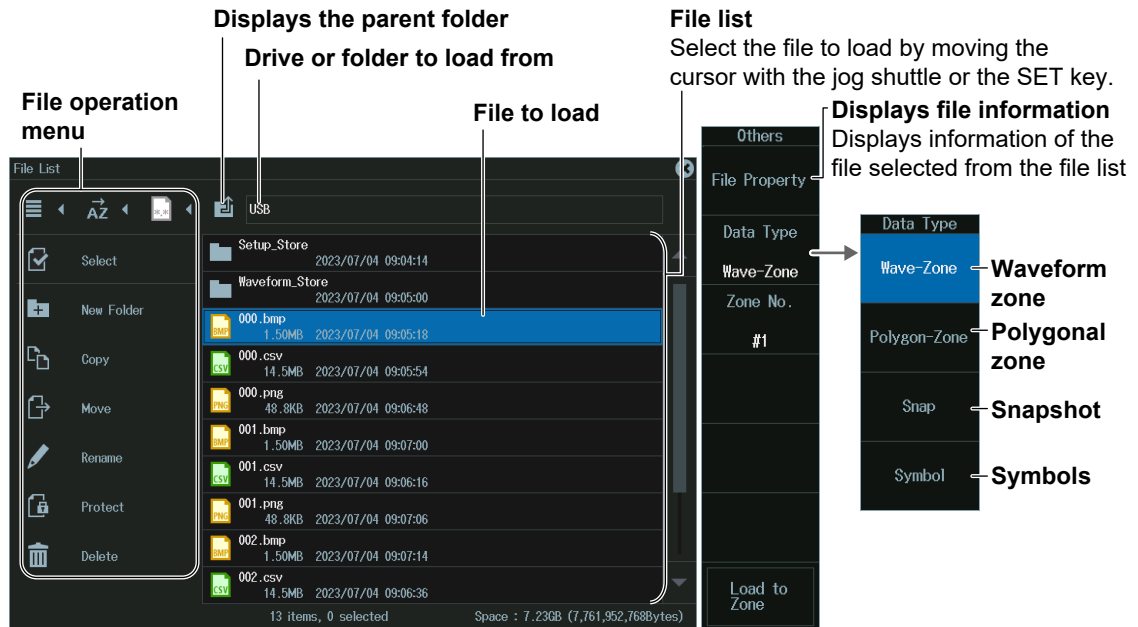 Displays the parent folder
Drive or folder to load from
File operation
menu
File to load
File list
Select the file to load by moving the
cursor with the jog shuttle or the SET key.
Displays file information
Displays information of the
file selected from the file list
File List
AZ
*.*
USB
Select
New Folder
Copy
Move
Rename
Protect
Delete
Setup_Store
2023/07/04 09:04:14
Waveform_Store
2023/07/04 09:05:00
BMP
000.bmp
1.50MB 2023/07/04 09:05:18
CSV
000.csv
14.5MB 2023/07/04 09:05:54
PNG
000.png
48.8KB 2023/07/04 09:06:48
BMP
001.bmp
1.50MB 2023/07/04 09:07:00
CSV
001.csv
14.5MB 2023/07/04 09:06:16
PNG
001.png
48.8KB 2023/07/04 09:07:06
BMP
002.bmp
1.50MB 2023/07/04 09:07:14
CSV
002.csv
14.5MB 2023/07/04 09:06:36
13 items, 0 selected
Space : 7.23GB (7,761,952,768Bytes)
Others
File Property
Data Type
Wave-Zone
Zone No.
#1
Load to
Zone
Data Type
Wave-Zone
Polygon-Zone
Snap
Symbol
Waveform
zone
Polygonal
zone
Snapshot
Symbols